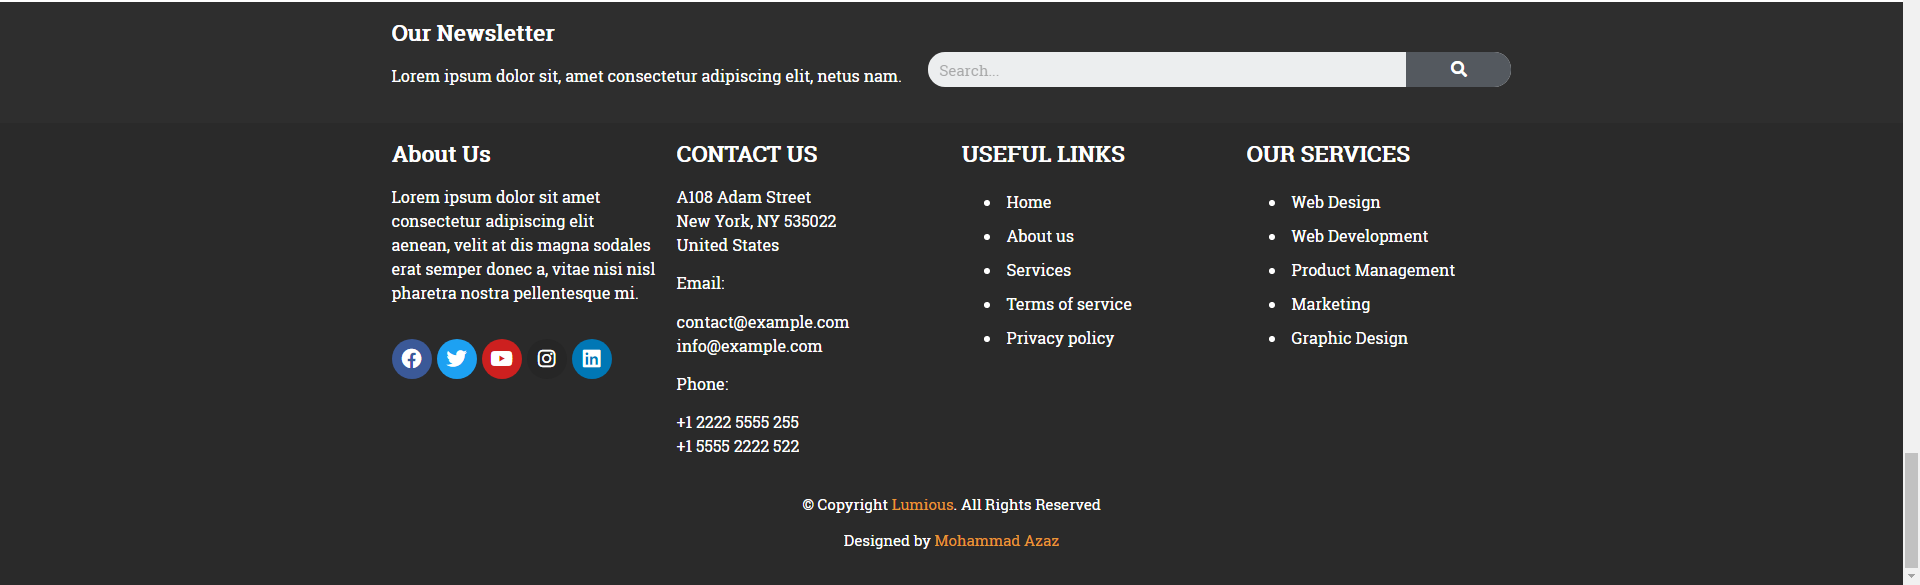 Our Newsletter
Lorem ipsum dolor sit, amet consectetur adipiscing elit, netus nam.
Search...
About Us
Lorem ipsum dolor sit amet
consectetur adipiscing elit
aenean, velit at dis magna sodales
erat semper donec a, vitae nisi nisl
pharetra nostra pellentesque mi.
CONTACT US
A108 Adam Street
New York, NY 535022
United States
Email:
contact@example.com
info@example.com
Phone:
+1 2222 5555 255
+1 5555 2222 522
USEFUL LINKS
Home
About us
Services
Terms of service
Privacy policy
OUR SERVICES
Web Design
Web Development
Product Management
Marketing
Graphic Design
© Copyright Lumious. All Rights Reserved
Designed by Mohammad Azaz